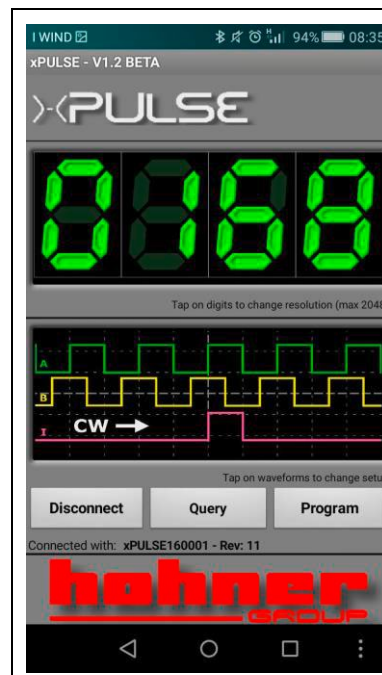 I WIND H 94% 08:35
xPULSE - V1.2 BETA
>-<PULSE
0168
Tap on digits to change resolution (max 2048
A
B
I CW
Tap on waveforms to change setu
Disconnect Query Program
Connected with: xPULSE160001 - Rev: 11
hohner
GROUP